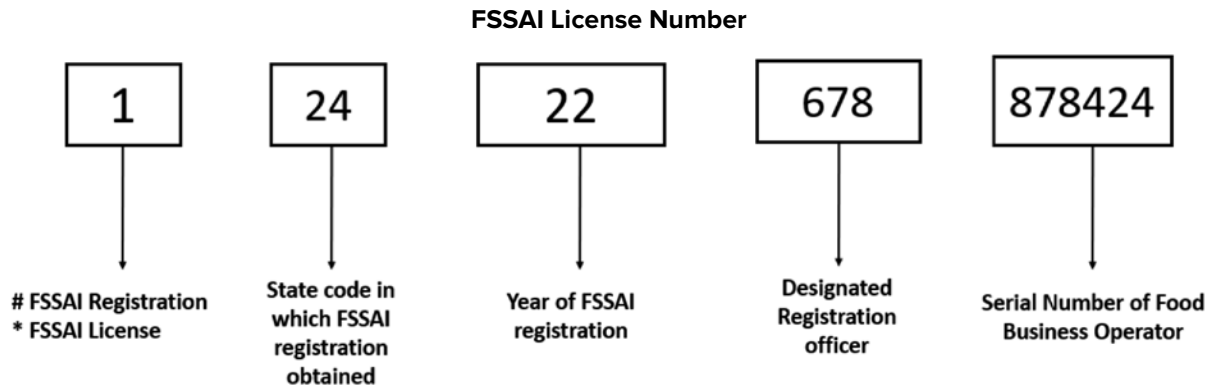 FSSAI License Number
1
24
22
678
878424
# FSSAI Registration
* FSSAI License
State code in
which FSSAI
registration
obtained
Year of FSSAI
registration
Designated
Registration
officer
Serial Number of Food
Business Operator